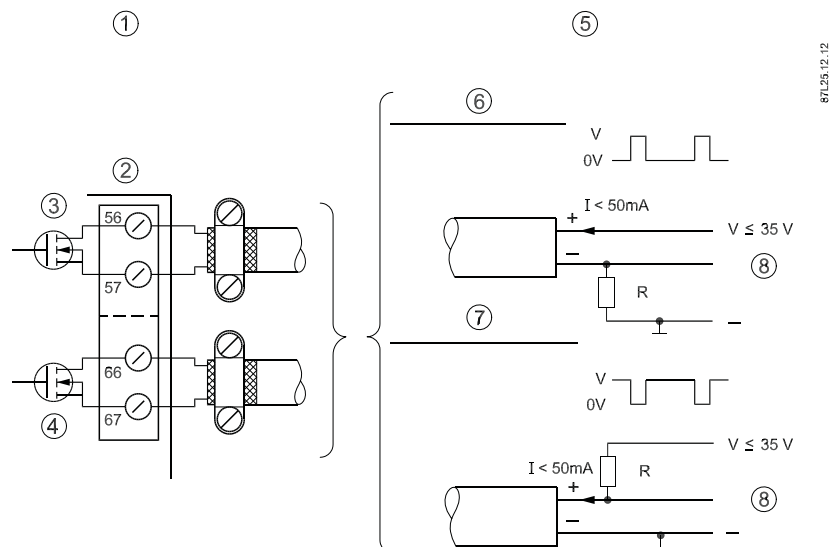 ① ⑤
87L25.12.12
② ⑥
V
0V
③ 56
+ I < 50mA
V ≤ 35 V
57
−
⑧
R
⑦
−
66
V
0V
④ 67
V ≤ 35 V
I < 50mA R
+
⑧
−
−